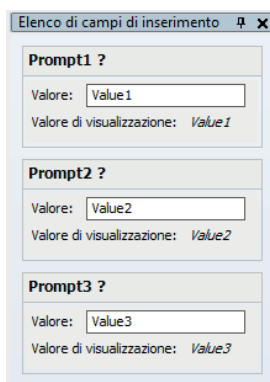 Elenco di campi di inserimento
Prompt1 ?
Valore: Value1
Valore di visualizzazione: Value1
Prompt2 ?
Valore: Value2
Valore di visualizzazione: Value2
Prompt3 ?
Valore: Value3
Valore di visualizzazione: Value3